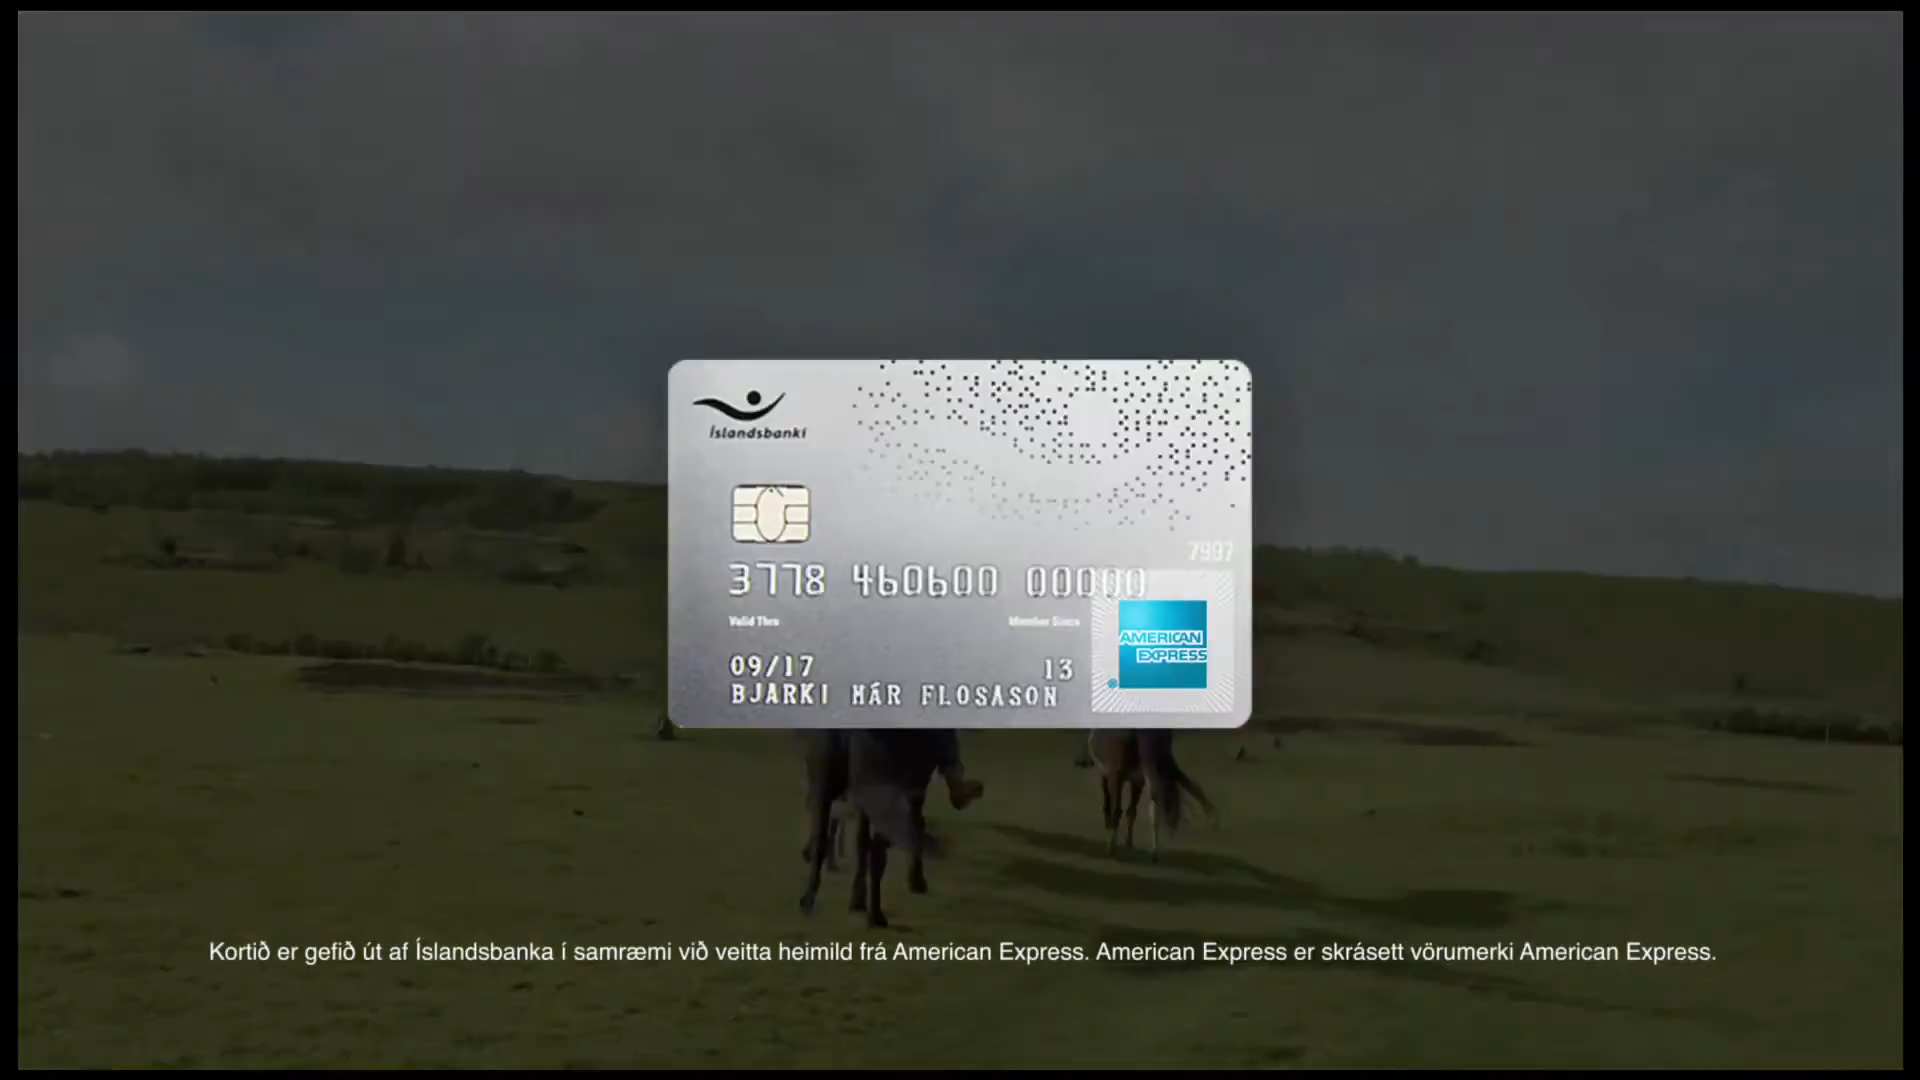 Íslandsbanki
7997
3778 460600 00000
Valid Thru Member Since
09/17 13
BJARKI MÁR FLOSASON
AMERICAN
EXPRESS
®
Kortið er gefið út af Íslandsbanka í samræmi við veitta heimild frá American Express. American Express er skrásett vörumerki American Express.